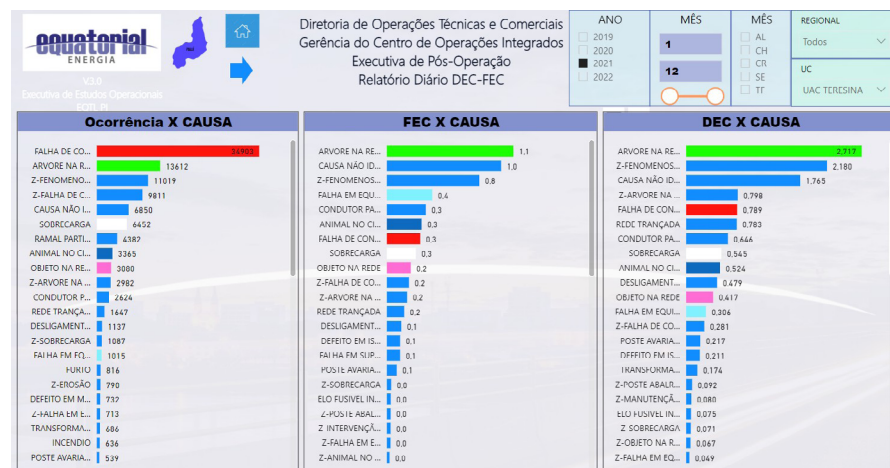 equatorial
ENERGIA
V3.0
Executiva de Estudos Operacionais
EQTL PI
Diretoria de Operações Técnicas e Comerciais
Gerência do Centro de Operações Integrados
Executiva de Pós-Operação
Relatório Diário DEC-FEC
ANO
2019
2020
2021
2022
MÊS
1
12
MÊS
AL
CH
CR
SE
TE
REGIONAL
Todos
UC
UAC TERESINA
Ocorrência X CAUSA
FALHA DE CO... 34903
ARVORE NA R... 13612
Z-FENOMENO... 11019
Z-FALHA DE C... 9811
CAUSA NÃO I... 6850
SOBRECARGA 6452
RAMAL PARTI... 4382
ANIMAL NO CI... 3365
OBJETO NA RE... 3080
Z-ARVORE NA ... 2982
CONDUTOR P... 2624
REDE TRANÇA... 1647
DESLIGAMENT... 1137
Z-SOBRECARGA 1087
FALHA EM EQ... 1015
FURTO 816
Z-EROSÃO 790
DEFEITO EM M... 732
Z-FALHA EM E... 713
TRANSFORMA... 686
INCENDIO 636
POSTE AVARIA... 539
FEC X CAUSA
ARVORE NA RE... 1,1
CAUSA NÃO ID... 1,0
Z-FENOMENOS... 0,8
FALHA EM EQU... 0,4
CONDUTOR PA... 0,3
ANIMAL NO CI... 0,3
FALHA DE CON... 0,3
SOBRECARGA 0,3
OBJETO NA REDE 0,2
Z-FALHA DE CO... 0,2
Z-ARVORE NA ... 0,2
REDE TRANÇADA 0,2
DESLIGAMENT... 0,1
DEFEITO EM IS... 0,1
FALHA EM SUP... 0,1
POSTE AVARIA... 0,1
Z-SOBRECARGA 0,0
ELO FUSIVEL IN... 0,0
Z-POSTE ABAL... 0,0
Z INTERVENÇÃ... 0,0
Z-FALHA EM E... 0,0
Z-ANIMAL NO ... 0,0
DEC X CAUSA
ARVORE NA RE... 2,717
Z-FENOMENOS... 2,180
CAUSA NÃO ID... 1,765
Z-ARVORE NA ... 0,798
FALHA DE CON... 0,789
REDE TRANÇADA 0,783
CONDUTOR PA... 0,646
SOBRECARGA 0,545
ANIMAL NO CI... 0,524
DESLIGAMENT... 0,479
OBJETO NA REDE 0,417
FALHA EM EQUI... 0,306
Z-FALHA DE CO... 0,281
POSTE AVARIA... 0,217
DEFEITO EM IS... 0,211
TRANSFORMA... 0,174
Z-POSTE ABALR... 0,092
Z-MANUTENÇÃ... 0,080
ELO FUSIVEL IN... 0,075
Z SOBRECARGA 0,071
Z-OBJETO NA R... 0,067
Z-FALHA EM EQ... 0,049